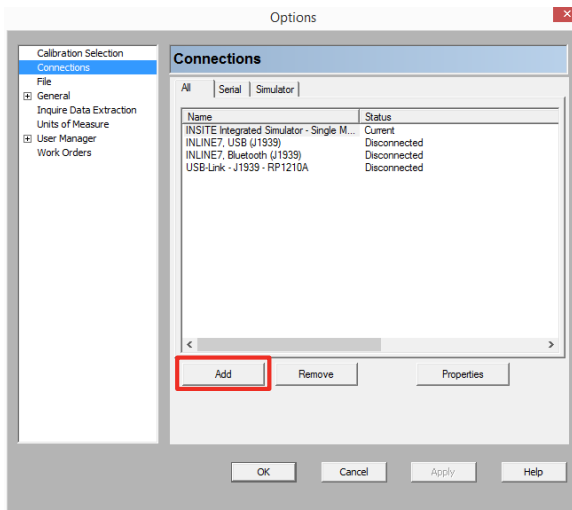 Options
Calibration Selection
Connections
File
General
Inquire Data Extraction
Units of Measure
User Manager
Work Orders
Connections
All Serial Simulator
Name Status
INSITE Integrated Simulator - Single M... Current
INLINE7, USB (J1939) Disconnected
INLINE7, Bluetooth (J1939) Disconnected
USB-Link - J1939 - RP1210A Disconnected
Add Remove Properties
OK Cancel Apply Help